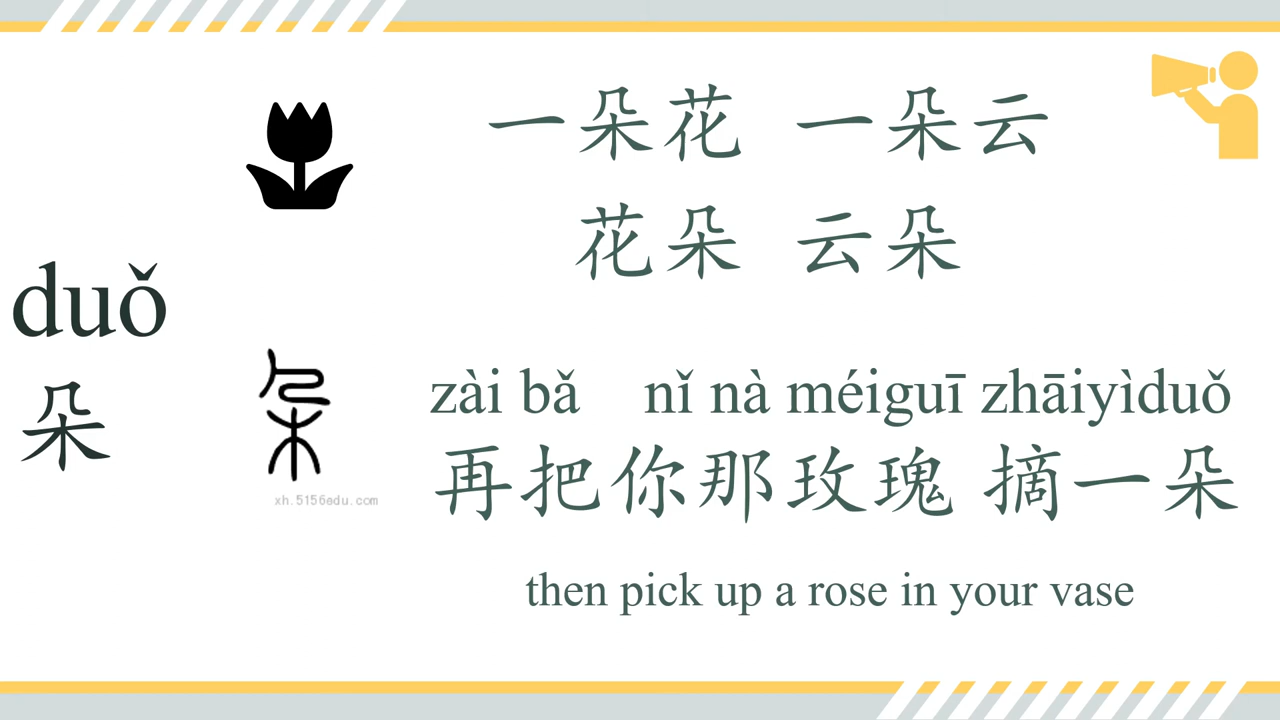 一朵花 一朵云
花朵 云朵
duǒ
朵
xh.5156edu.com
zài bǎ nǐ nà méiguī zhāiyìduǒ
再把你那玫瑰 摘一朵
then pick up a rose in your vase